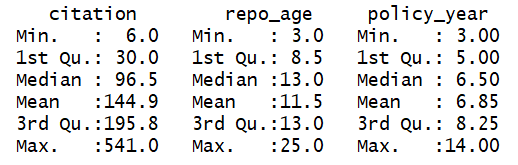 citation repo_age policy_year
Min. : 6.0 Min. : 3.0 Min. : 3.00
1st Qu.: 30.0 1st Qu.: 8.5 1st Qu.: 5.00
Median : 96.5 Median :13.0 Median : 6.50
Mean :144.9 Mean :11.5 Mean : 6.85
3rd Qu.:195.8 3rd Qu.:13.0 3rd Qu.: 8.25
Max. :541.0 Max. :25.0 Max. :14.00